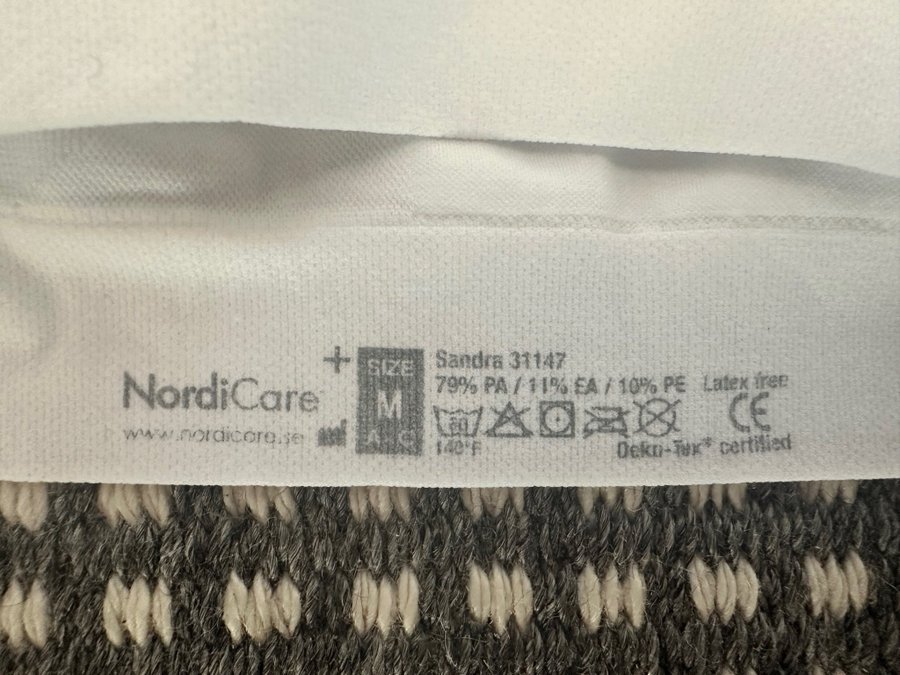 NordiCare
www.nordicare.se
+
SIZE
M
A-C
Sandra 31147
79% PA / 11% EA / 10% PE Latex free
60
140°F
CE
Oeko-Tex® certified